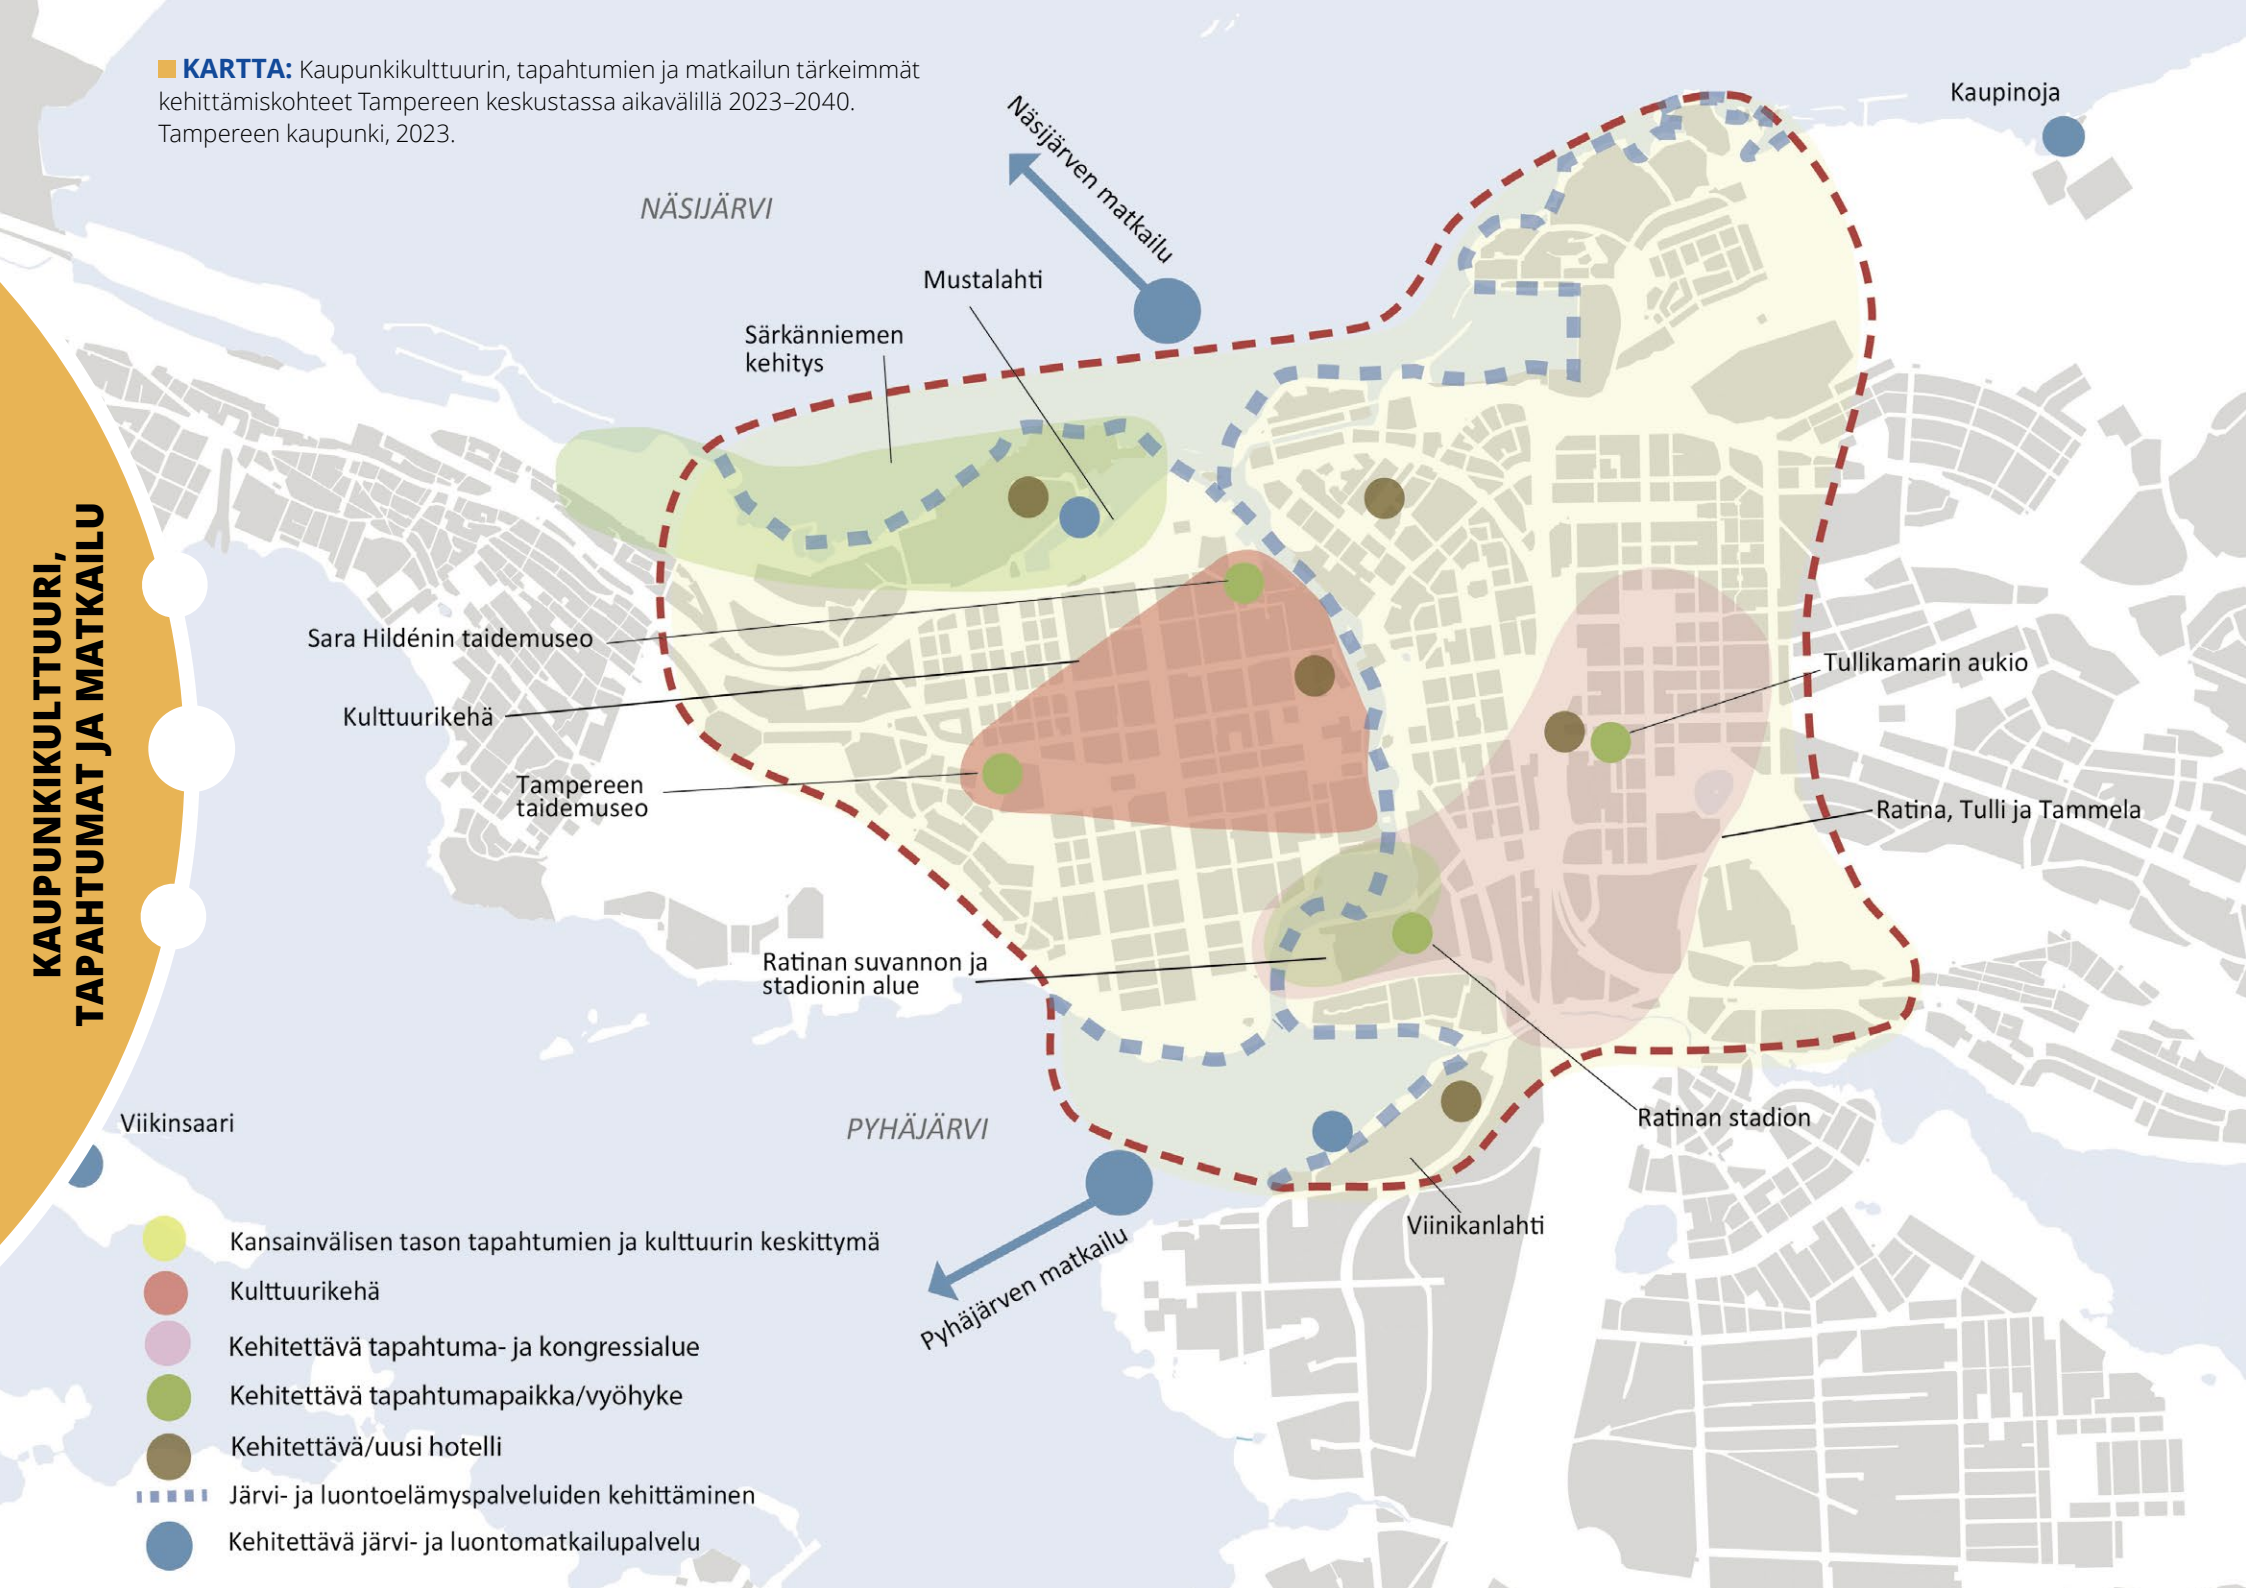 KARTTA: Kaupunkikulttuurin, tapahtumien ja matkailun tärkeimmät
kehittämiskohteet Tampereen keskustassa aikavälillä 2023–2040.
Tampereen kaupunki, 2023.
Kaupinoja
Näsijärven matkailu
NÄSIJÄRVI
Mustalahti
Särkänniemen
kehitys
KAUPUNKIKULTTUURI,
TAPAHTUMAT JA MATKAILU
Sara Hildénin taidemuseo
Tullikamarin aukio
Kulttuurikehä
Tampereen
taidemuseo
Ratina, Tulli ja Tammela
Ratinan suvannon ja
stadionin alue
Viikinsaari
PYHÄJÄRVI
Ratinan stadion
Viinikanlahti
Pyhäjärven matkailu
Kansainvälisen tason tapahtumien ja kulttuurin keskittymä
Kulttuurikehä
Kehitettävä tapahtuma- ja kongressialue
Kehitettävä tapahtumapaikka/vyöhyke
Kehitettävä/uusi hotelli
Järvi- ja luontoelämyspalveluiden kehittäminen
Kehitettävä järvi- ja luontomatkailupalvelu